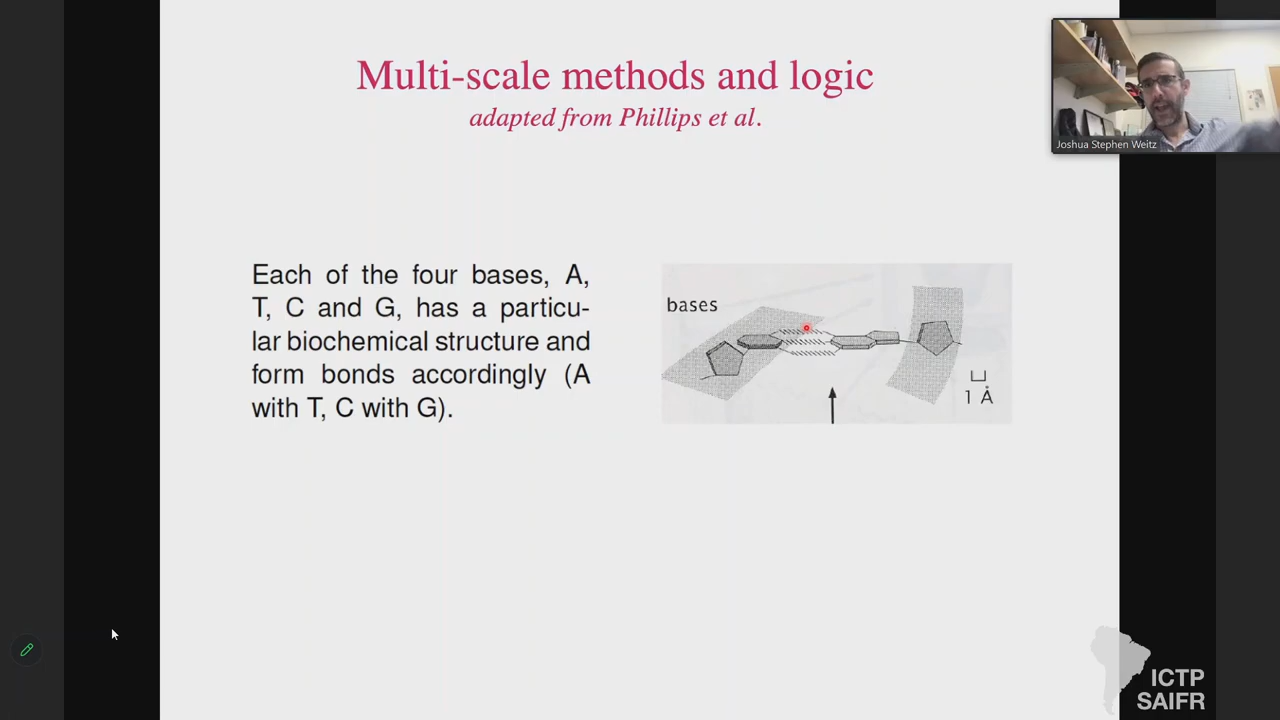 Multi-scale methods and logic
adapted from Phillips et al.
Joshua Stephen Weitz
Each of the four bases, A,
T, C and G, has a particu-
lar biochemical structure and
form bonds accordingly (A
with T, C with G).
bases
1 Å
ICTP
SAIFR